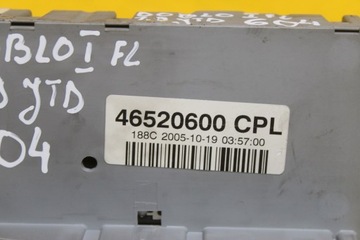 BLO I FL
JTD
04
46520600 CPL
188C 2005-10-19 03:57:00